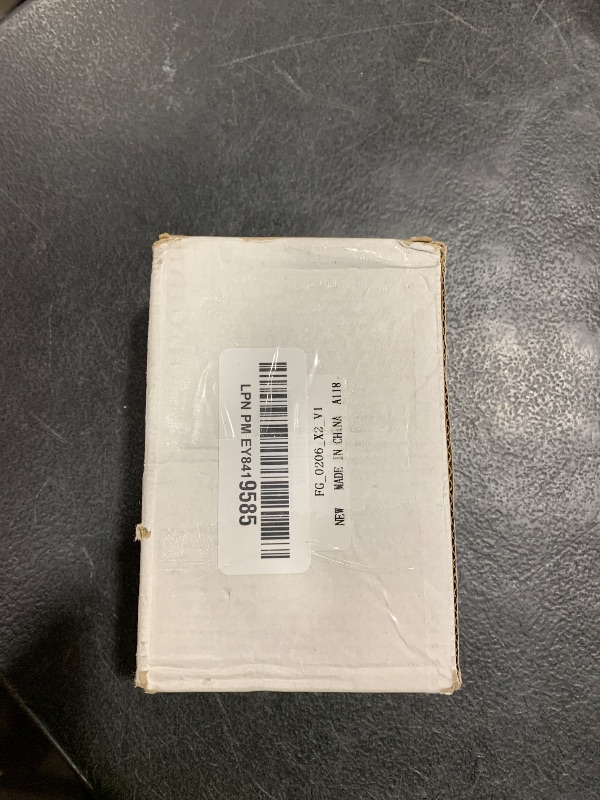 LPN PM EY8419585
FG_0206_X2_V1
NEW MADE IN CHINA A118